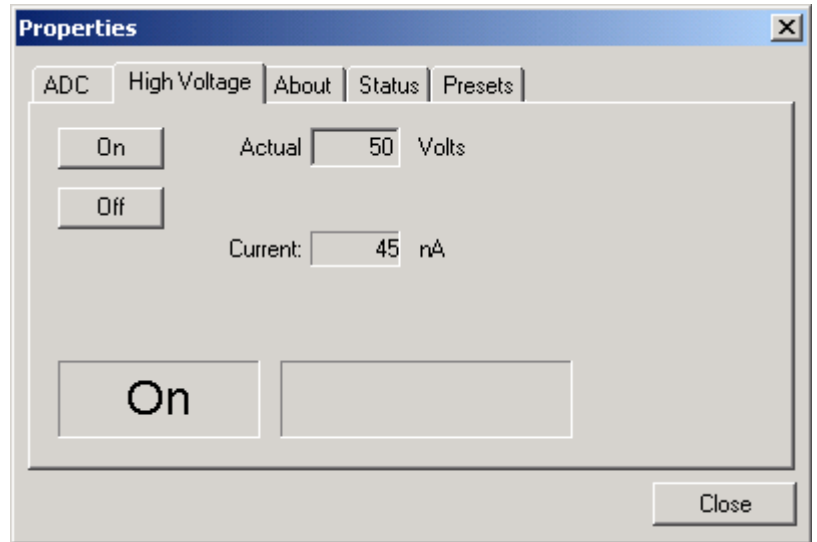 Properties
ADC High Voltage About Status Presets
On Actual 50 Volts
Off
Current: 45 nA
On
Close